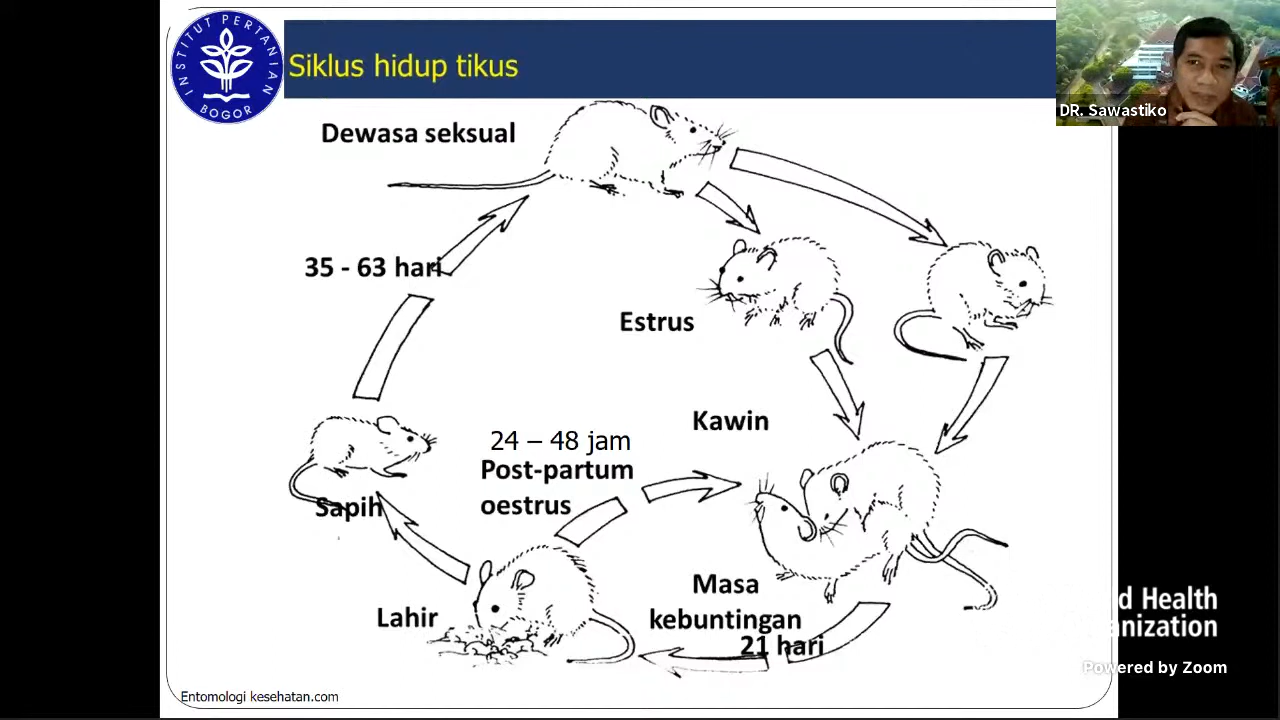 INSTITUT PERTANIAN
BOGOR
Siklus hidup tikus
DR. Sawastiko
Dewasa seksual
35 - 63 hari
Estrus
Kawin
24 – 48 jam
Post-partum
oestrus
Sapih
Masa
kebuntingan
21 hari
Lahir
d Health
anization
Powered by Zoom
Entomologi kesehatan.com